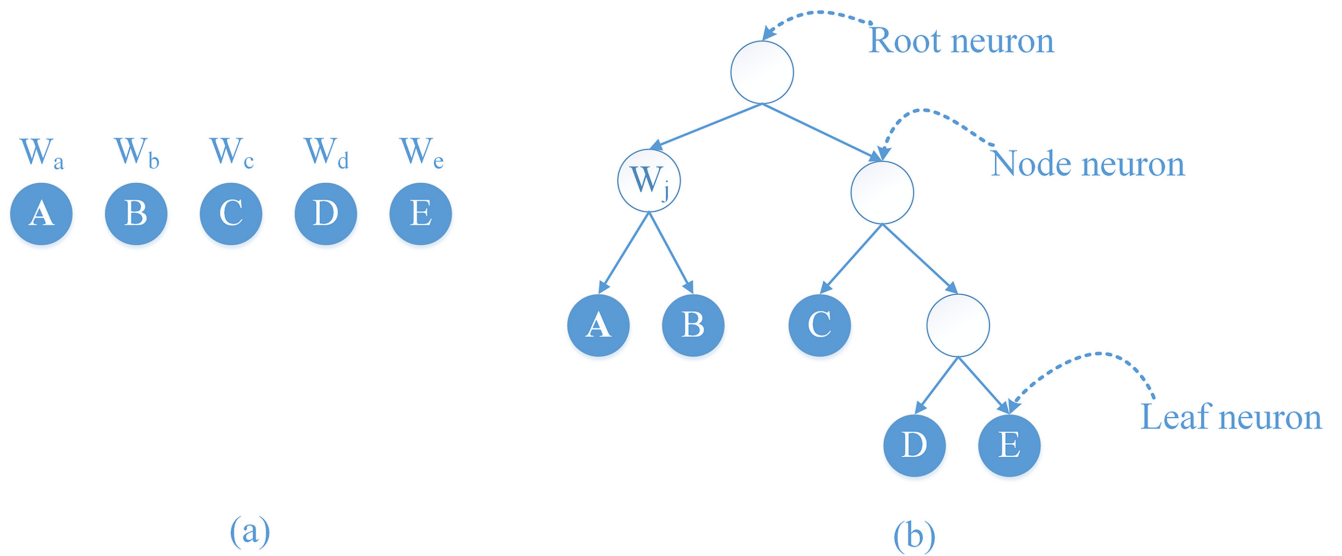 Wa Wb Wc Wd We
A B C D E
(a)
Root neuron
Node neuron
Wj
A B C
D E
Leaf neuron
(b)